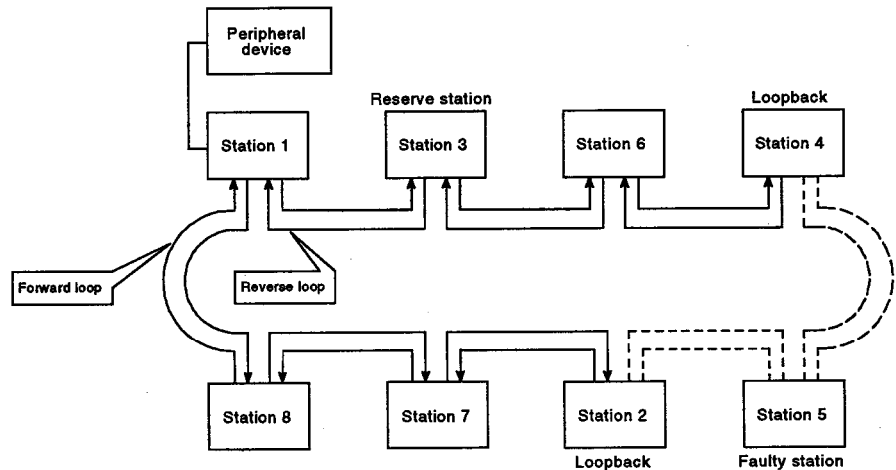 Peripheral
device
Reserve station
Loopback
Station 1
Station 3
Station 6
Station 4
Forward loop
Reverse loop
Station 8
Station 7
Station 2
Station 5
Loopback
Faulty station